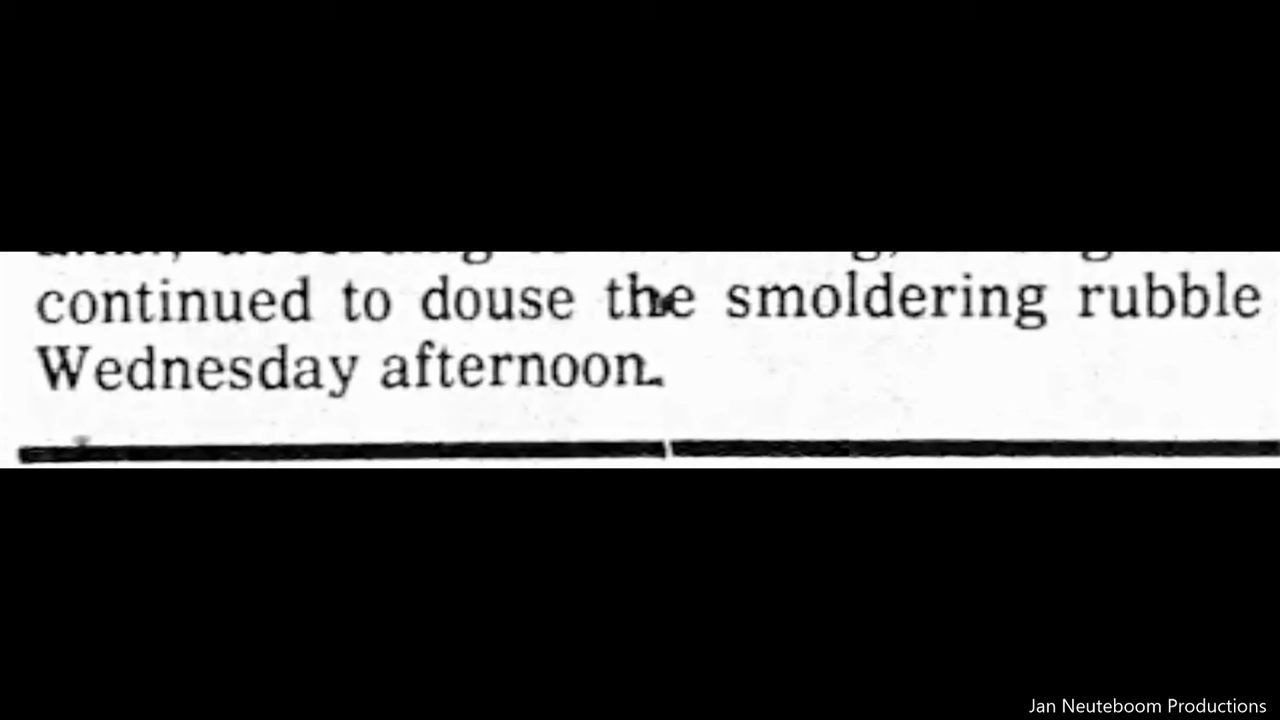 continued to douse the smoldering rubble
Wednesday afternoon.
Jan Neuteboom Productions